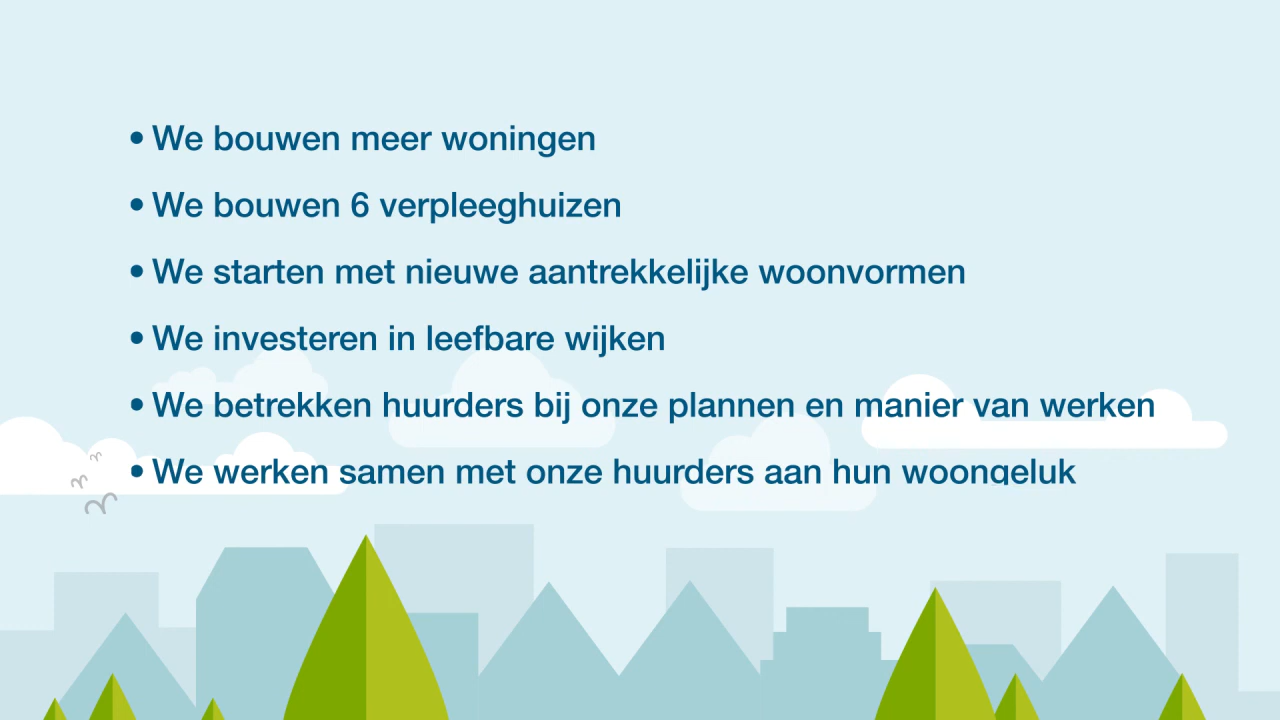 • We bouwen meer woningen
• We bouwen 6 verpleeghuizen
• We starten met nieuwe aantrekkelijke woonvormen
• We investeren in leefbare wijken
• We betrekken huurders bij onze plannen en manier van werken
• We werken samen met onze huurders aan hun woongeluk